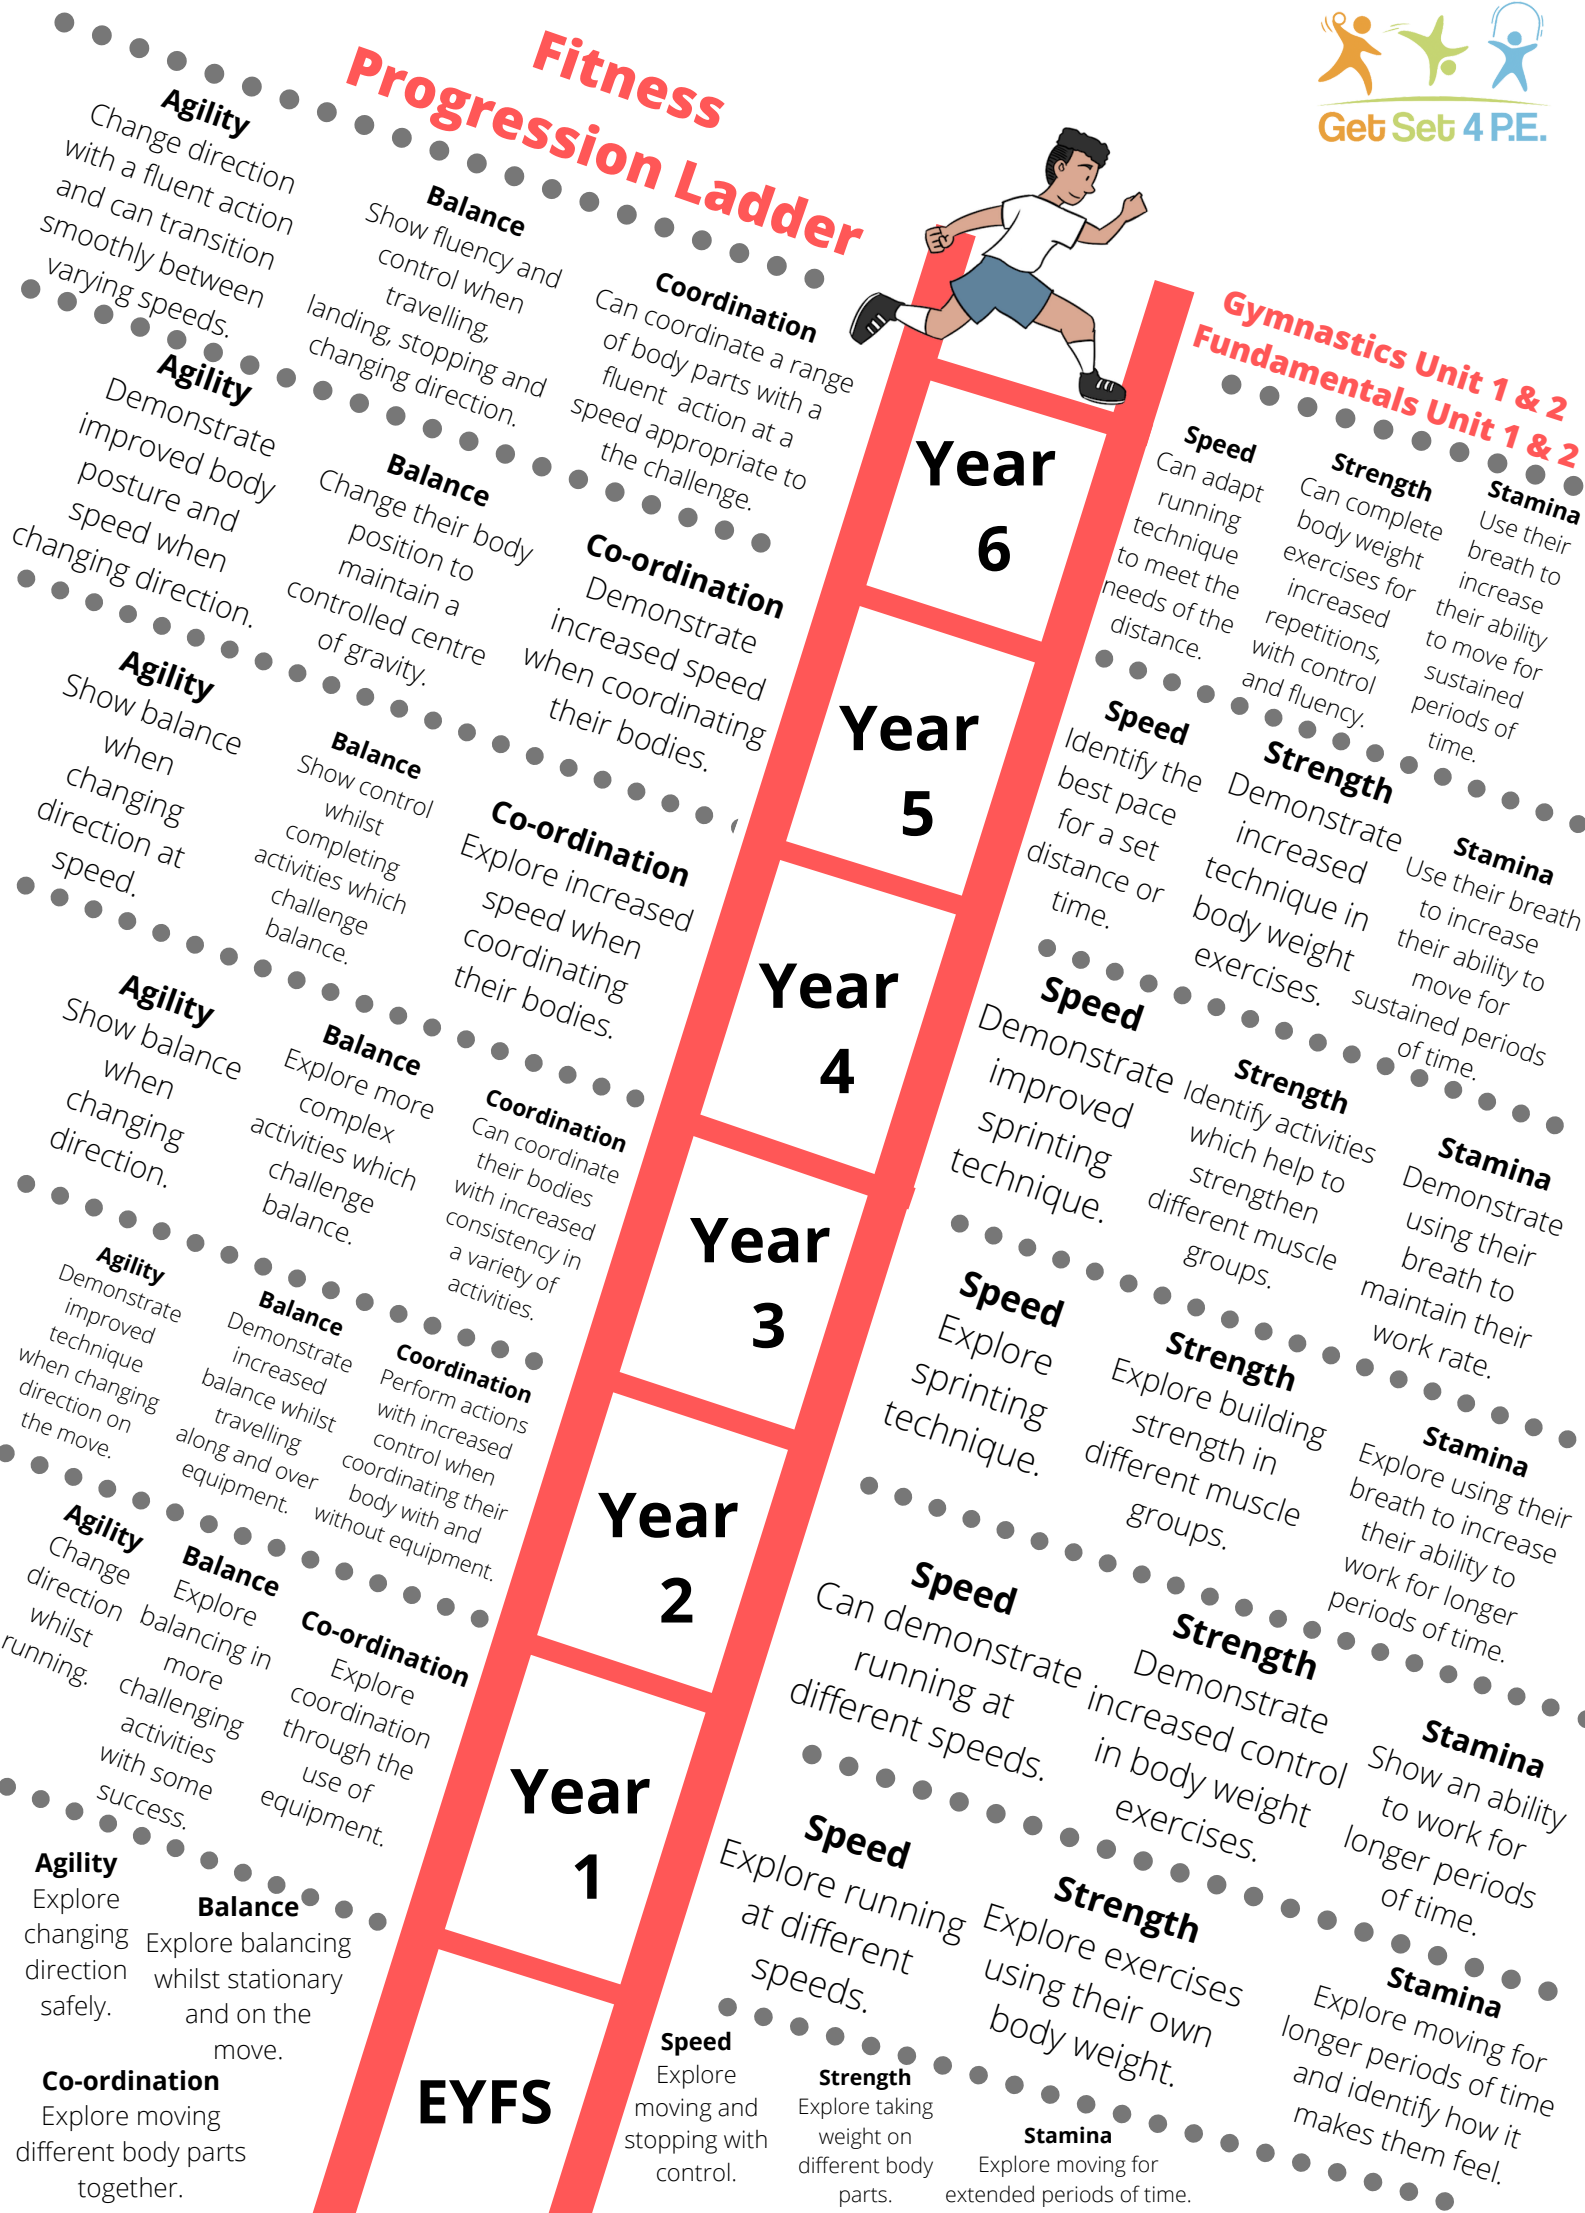 Fitness
Progression Ladder
Get Set 4 P.E.
Gymnastics Unit 1 & 2
Fundamentals Unit 1 & 2
Agility
Change direction
with a fluent action
and can transition
smoothly between
varying speeds.
Balance
Show fluency and
control when
travelling,
landing, stopping and
changing direction.
Coordination
Can coordinate a range
of body parts with a
fluent action at a
speed appropriate to
the challenge.
Year
6
Speed
Can adapt
running
technique
to meet the
needs of the
distance.
Strength
Can complete
body weight
exercises for
increased
repetitions,
with control
and fluency.
Stamina
Use their
breath to
increase
their ability
to move for
sustained
periods of
time.
Agility
Demonstrate
improved body
posture and
speed when
changing direction.
Balance
Change their body
position to
maintain a
controlled centre
of gravity.
Co-ordination
Demonstrate
increased speed
when coordinating
their bodies.
Year
5
Speed
Identify the
best pace
for a set
distance or
time.
Strength
Demonstrate
increased
technique in
body weight
exercises.
Stamina
Use their breath
to increase
their ability to
move for
sustained periods
of time.
Agility
Show balance
when
changing
direction at
speed.
Balance
Show control
whilst
completing
activities which
challenge
balance.
Co-ordination
Explore increased
speed when
coordinating
their bodies.
Year
4
Speed
Demonstrate
improved
sprinting
technique.
Strength
Identify activities
which help to
strengthen
different muscle
groups.
Stamina
Demonstrate
using their
breath to
maintain their
work rate.
Agility
Show balance
when
changing
direction.
Balance
Explore more
complex
activities which
challenge
balance.
Coordination
Can coordinate
their bodies
with increased
consistency in
a variety of
activities.
Year
3
Speed
Explore
sprinting
technique.
Strength
Explore building
strength in
different muscle
groups.
Stamina
Explore using their
breath to increase
their ability to
work for longer
periods of time.
Agility
Demonstrate
improved
technique
when changing
direction on
the move.
Balance
Demonstrate
increased
balance whilst
travelling
along and over
equipment.
Coordination
Perform actions
with increased
control when
coordinating their
body with and
without equipment.
Year
2
Speed
Can demonstrate
running at
different speeds.
Strength
Demonstrate
increased control
in body weight
exercises.
Stamina
Show an ability
to work for
longer periods
of time.
Agility
Change
direction
whilst
running.
Balance
Explore
balancing in
more
challenging
activities
with some
success.
Co-ordination
Explore
coordination
through the
use of
equipment.
Year
1
Speed
Explore running
at different
speeds.
Strength
Explore exercises
using their own
body weight.
Stamina
Explore moving for
longer periods of time
and identify how it
makes them feel.
Agility
Explore
changing
direction
safely.
Balance
Explore balancing
whilst stationary
and on the
move.
Co-ordination
Explore moving
different body parts
together.
EYFS
Speed
Explore
moving and
stopping with
control.
Strength
Explore taking
weight on
different body
parts.
Stamina
Explore moving for
extended periods of time.